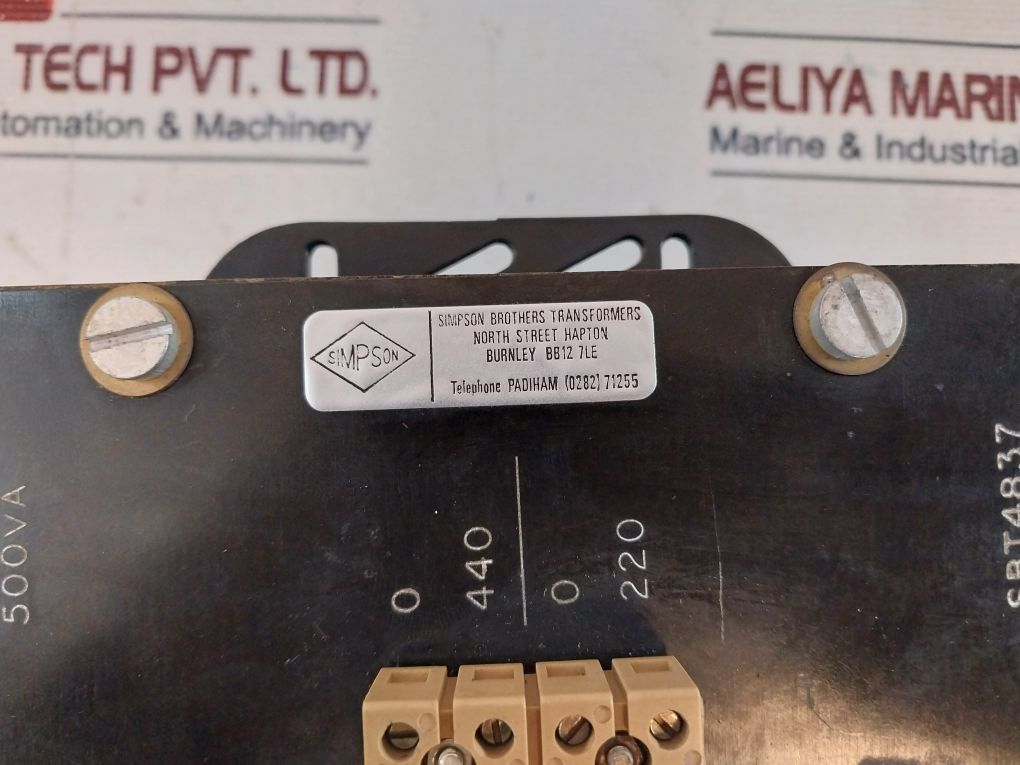 TECH PVT. LTD.
tomation & Machinery
AELIYA MARIN
Marine & Industria
SIMPSON
SIMPSON BROTHERS TRANSFORMERS
NORTH STREET HAPTON
BURNLEY BB12 7LE
Telephone PADIHAM (0282) 71255
500VA
0
440
0
220
SBT4837